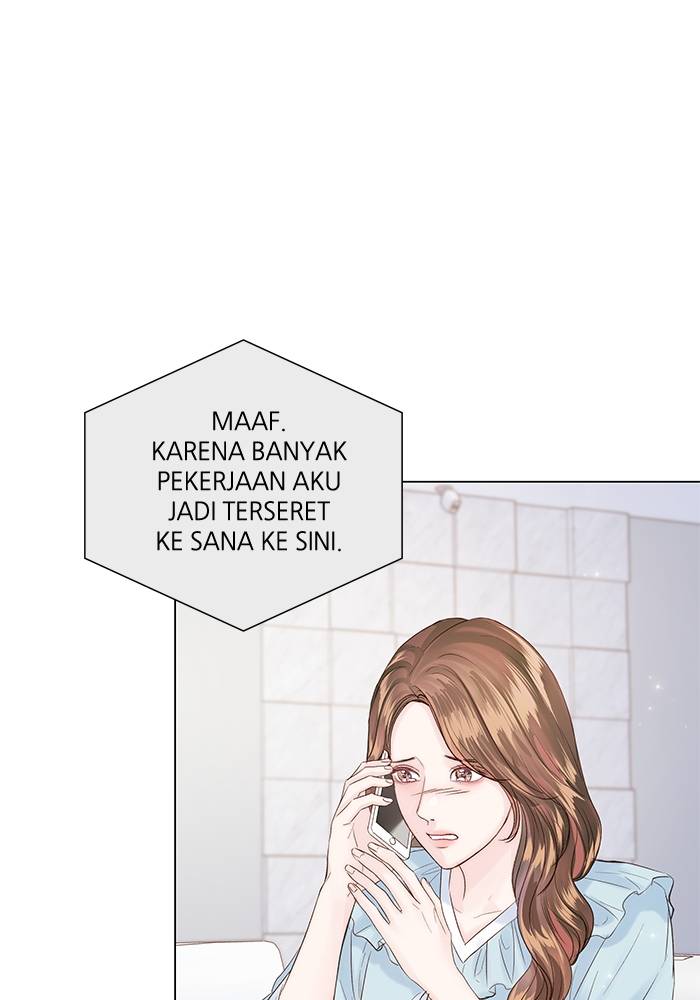 MAAF.
KARENA BANYAK
PEKERJAAN AKU
JADI TERSERET
KE SANA KE SINI.